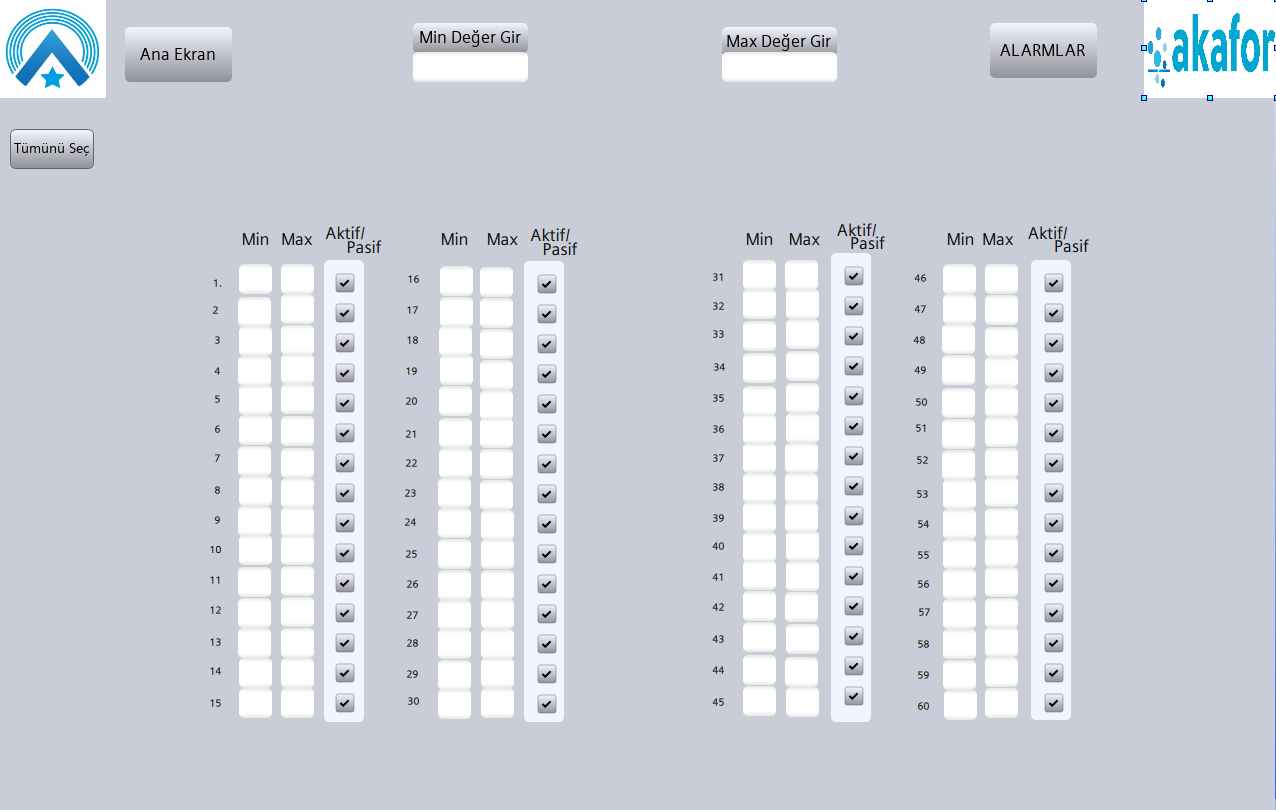 Ana Ekran
Min Değer Gir
Max Değer Gir
ALARMLAR
akafor
Tümünü Seç
Min Max Aktif/ Pasif
Min Max Aktif/ Pasif
Min Max Aktif/ Pasif
Min Max Aktif/ Pasif
1. 16 31 46
2 17 32 47
3 18 33 48
4 19 34 49
5 20 35 50
6 21 36 51
7 22 37 52
8 23 38 53
9 24 39 54
10 25 40 55
11 26 41 56
12 27 42 57
13 28 43 58
14 29 44 59
15 30 45 60